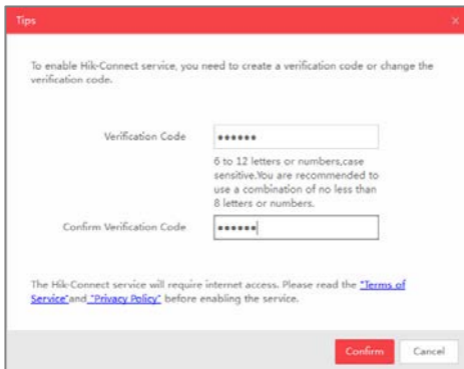 Tips
To enable Hik-Connect service, you need to create a verification code or change the
verification code.
Verification Code ••••••
6 to 12 letters or numbers,case
sensitive.You are recommended to
use a combination of no less than
8 letters or numbers.
Confirm Verification Code ••••••
The Hik-Connect service will require internet access. Please read the "Terms of
Service"and "Privacy Policy" before enabling the service.
Confirm Cancel